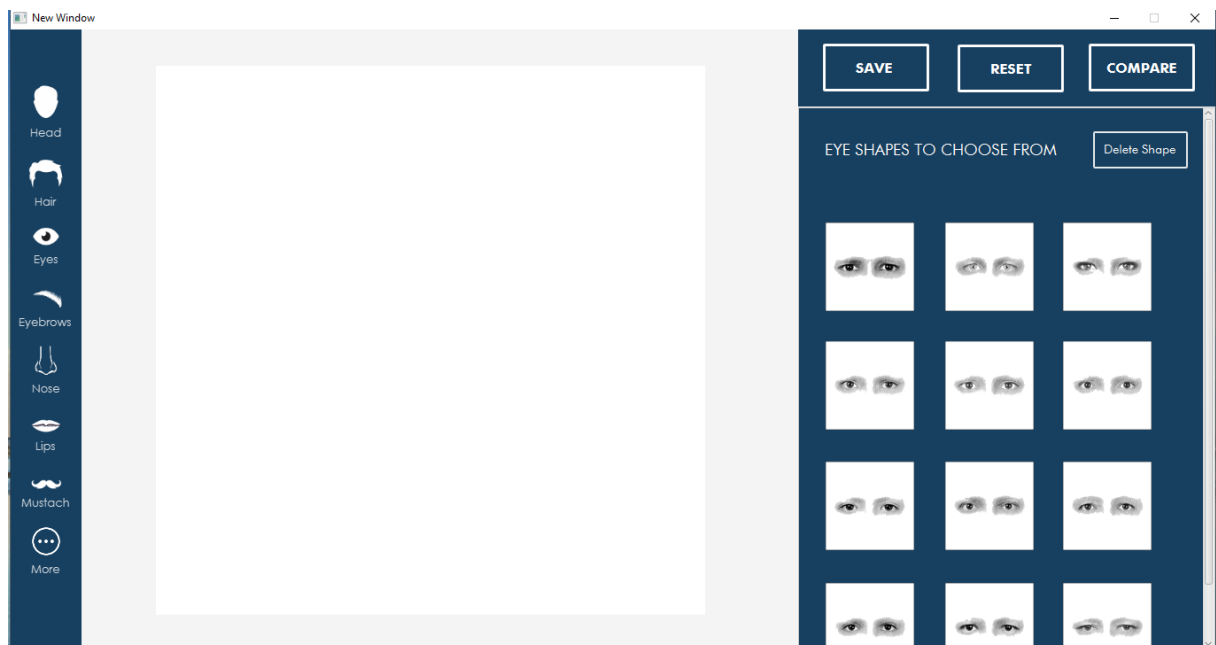 New Window
Head
Hair
Eyes
Eyebrows
Nose
Lips
Mustach
More
SAVE
RESET
COMPARE
EYE SHAPES TO CHOOSE FROM
Delete Shape